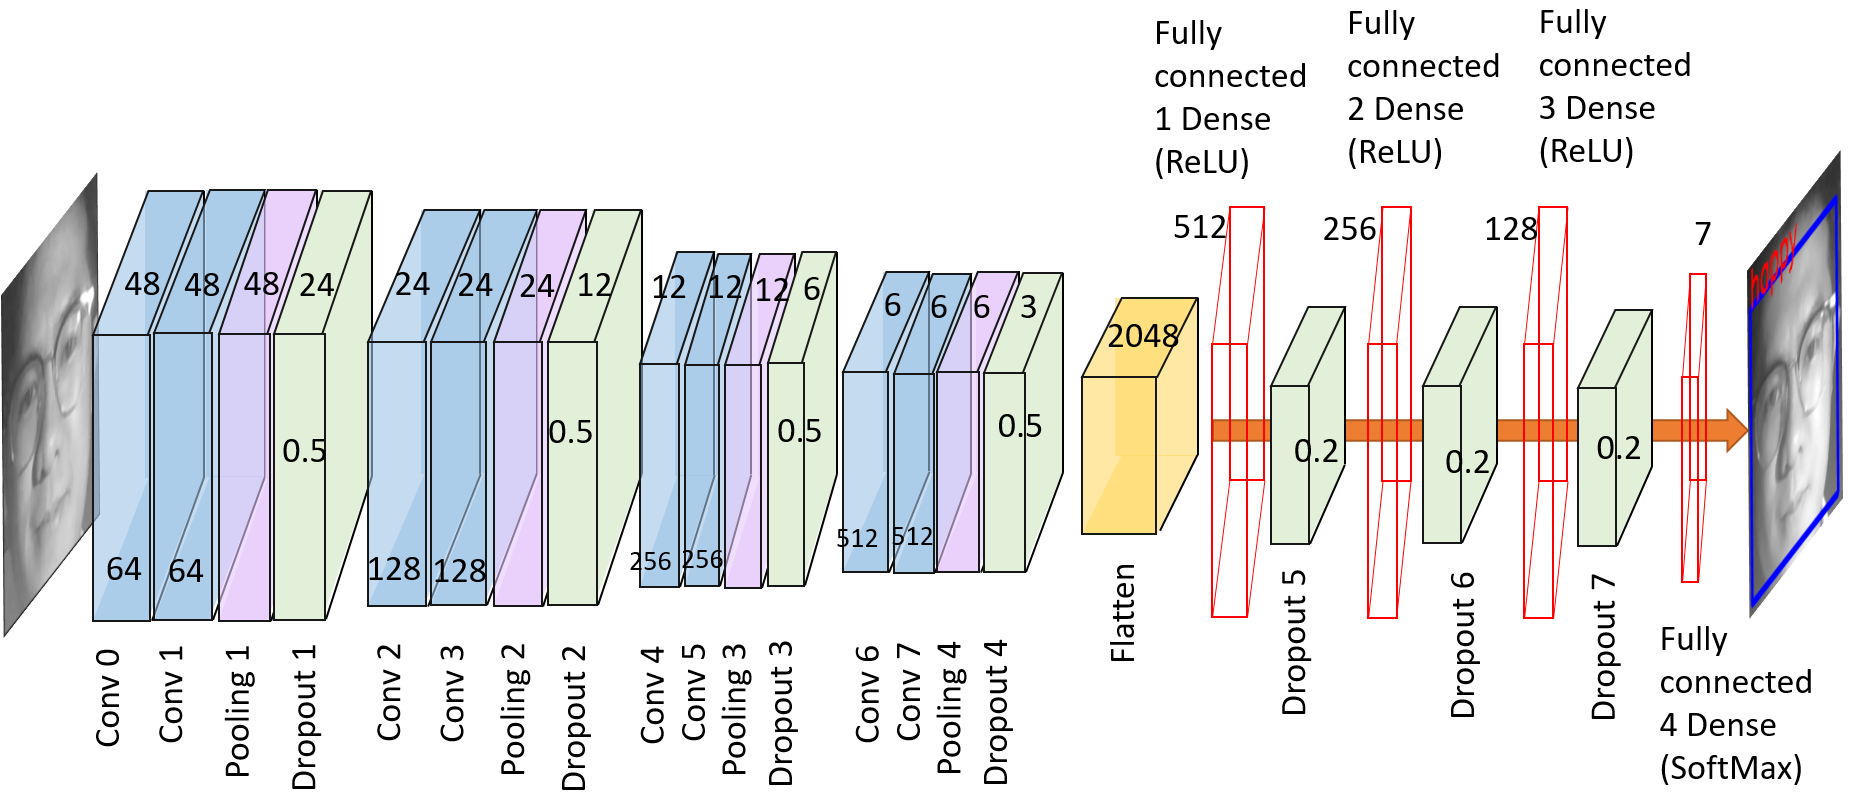 Fully
connected
1 Dense
(ReLU)
Fully
connected
2 Dense
(ReLU)
Fully
connected
3 Dense
(ReLU)
48
48
48
24
0.5
64
64
24
24
24
12
0.5
128
128
12
12
12
6
0.5
256
256
6
6
6
3
0.5
512
512
2048
512
0.2
256
0.2
128
0.2
7
happy
Conv 0
Conv 1
Pooling 1
Dropout 1
Conv 2
Conv 3
Pooling 2
Dropout 2
Conv 4
Conv 5
Pooling 3
Dropout 3
Conv 6
Conv 7
Pooling 4
Dropout 4
Flatten
Dropout 5
Dropout 6
Dropout 7
Fully
connected
4 Dense
(SoftMax)